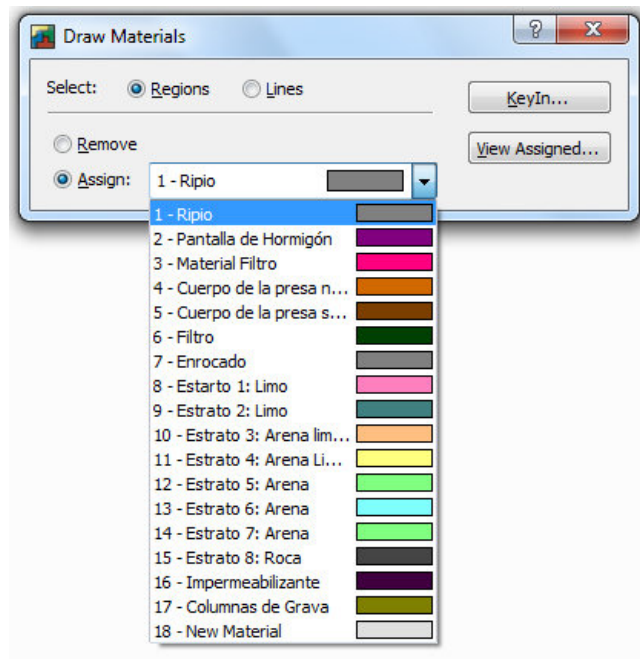 Draw Materials
Select: Regions Lines
KeyIn...
Remove
View Assigned...
Assign: 1 - Ripio
1 - Ripio
2 - Pantalla de Hormigón
3 - Material Filtro
4 - Cuerpo de la presa n...
5 - Cuerpo de la presa s...
6 - Filtro
7 - Enrocado
8 - Estarto 1: Limo
9 - Estrato 2: Limo
10 - Estrato 3: Arena lim...
11 - Estrato 4: Arena Li...
12 - Estrato 5: Arena
13 - Estrato 6: Arena
14 - Estrato 7: Arena
15 - Estrato 8: Roca
16 - Impermeabilizante
17 - Columnas de Grava
18 - New Material